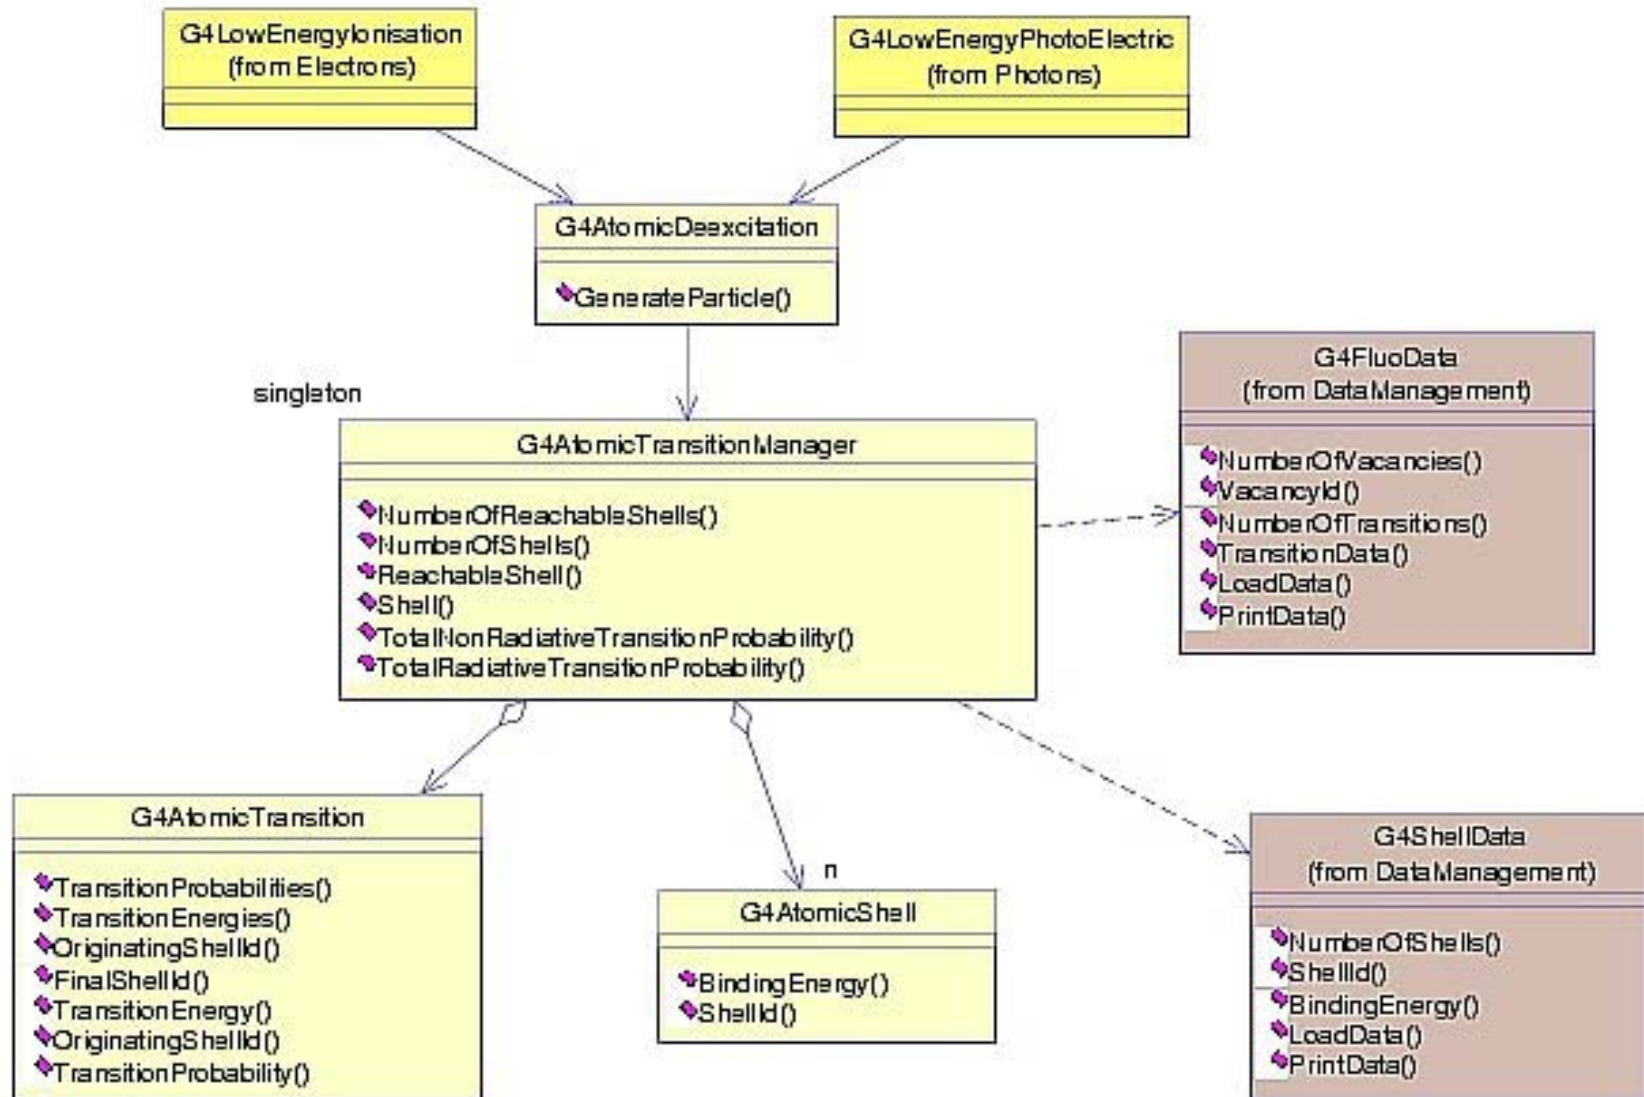 G4LowEnergyIonisation
(from Electrons)
G4LowEnergyPhotoElectric
(from Photons)
G4AtomicDeexcitation
GenerateParticle()
singleton
G4AtomicTransitionManager
NumberOfReachableShells()
NumberOfShells()
ReachableShell()
Shell()
TotalNonRadiativeTransitionProbability()
TotalRadiativeTransitionProbability()
G4FluoData
(from DataManagement)
NumberOfVacancies()
VacancyId()
NumberOfTransitions()
TransitionData()
LoadData()
PrintData()
G4AtomicTransition
TransitionProbabilities()
TransitionEnergies()
OriginatingShellId()
FinalShellId()
TransitionEnergy()
OriginatingShellId()
TransitionProbability()
n
G4AtomicShell
BindingEnergy()
ShellId()
G4ShellData
(from DataManagement)
NumberOfShells()
ShellId()
BindingEnergy()
LoadData()
PrintData()